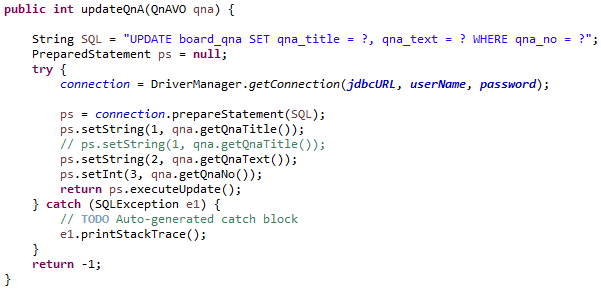 public int updateQnA(QnAVO qna) {
String SQL = "UPDATE board_qna SET qna_title = ?, qna_text = ? WHERE qna_no = ?";
PreparedStatement ps = null;
try {
connection = DriverManager.getConnection(jdbcURL, userName, password);
ps = connection.prepareStatement(SQL);
ps.setString(1, qna.getQnaTitle());
// ps.setString(1, qna.getQnaTitle());
ps.setString(2, qna.getQnaText());
ps.setInt(3, qna.getQnaNo());
return ps.executeUpdate();
} catch (SQLException e1) {
// TODO Auto-generated catch block
e1.printStackTrace();
}
return -1;
}